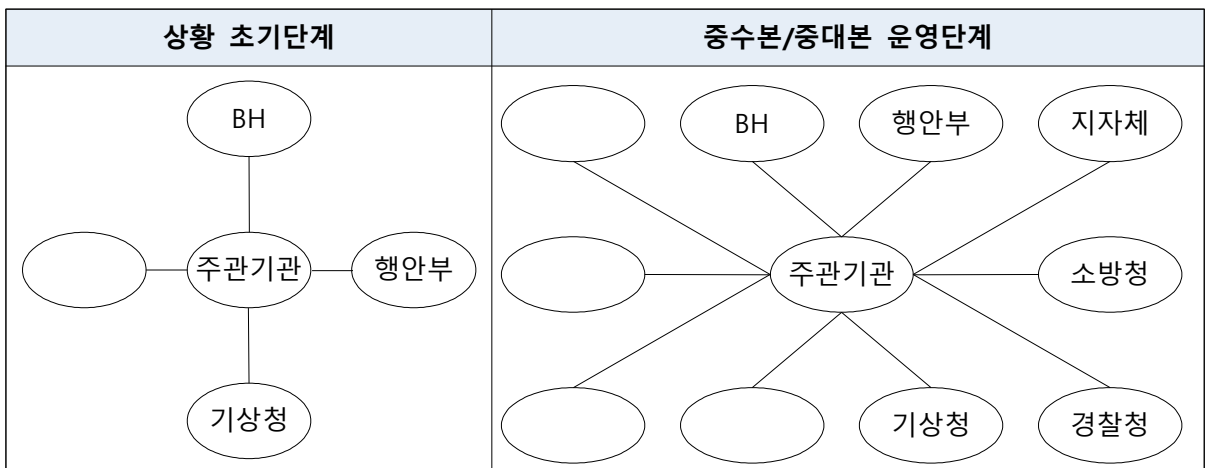 상황 초기단계
중수본/중대본 운영단계
BH
주관기관
행안부
기상청
BH
행안부
지자체
주관기관
소방청
기상청
경찰청